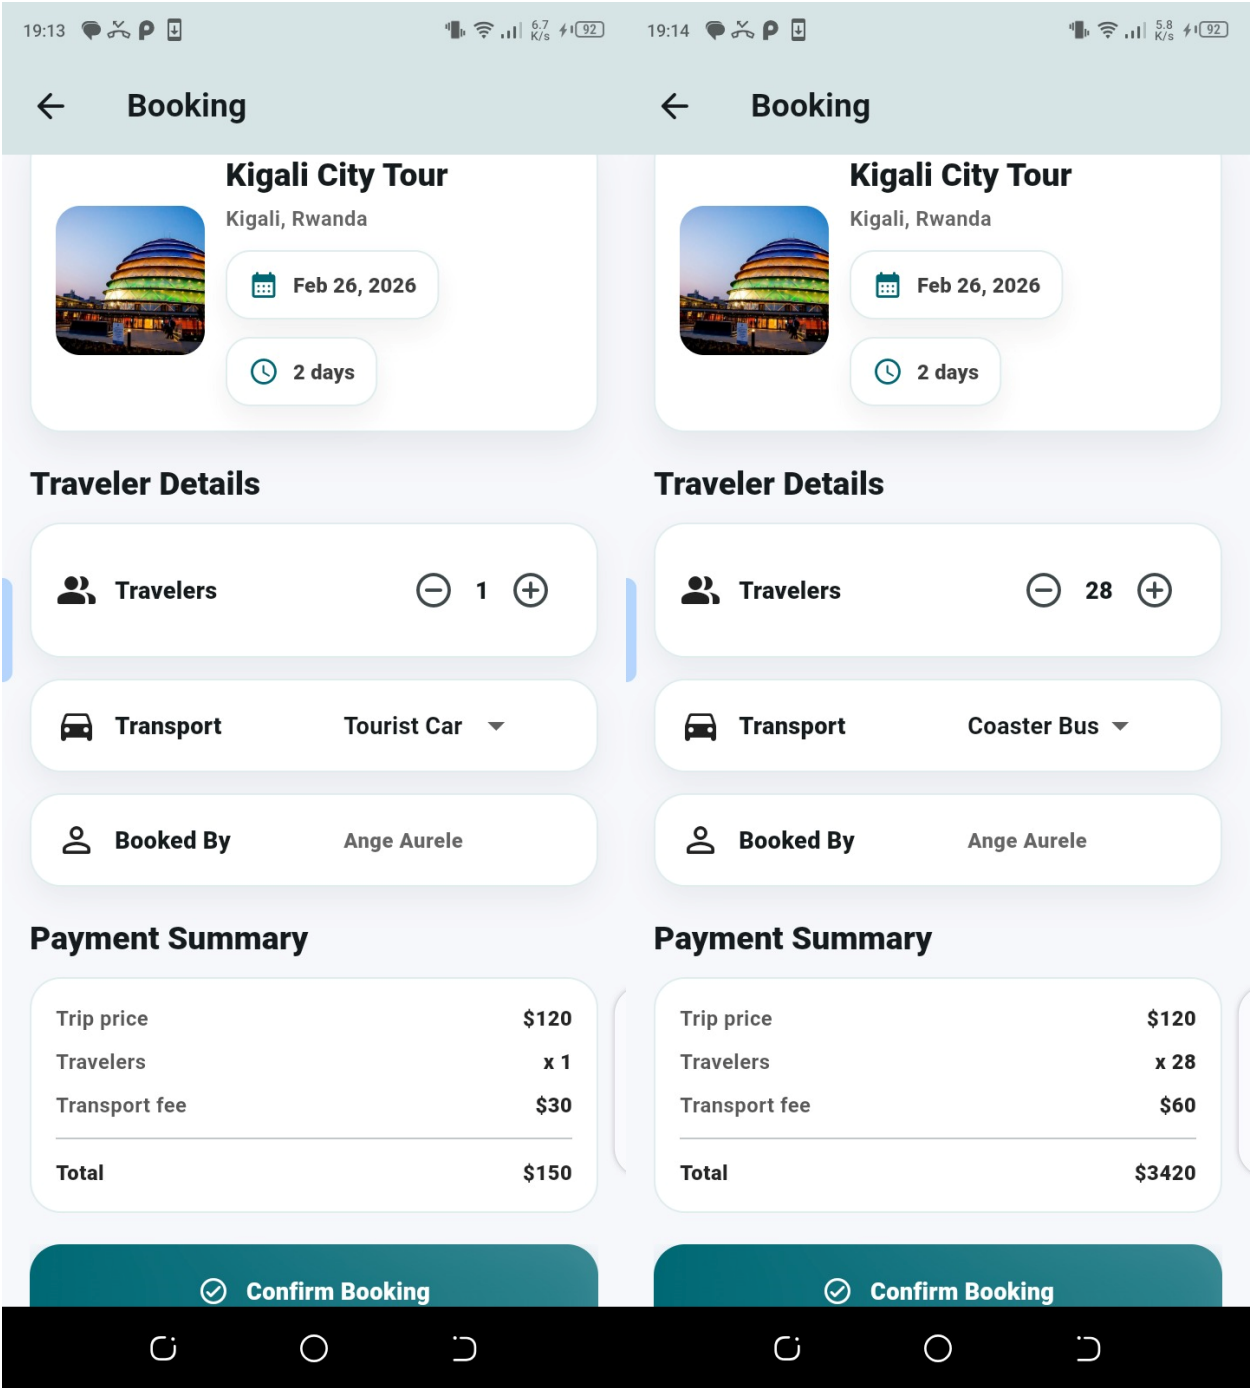 19:13 6.7 K/s 92
Booking
Kigali City Tour
Kigali, Rwanda
Feb 26, 2026
2 days
Traveler Details
Travelers 1
Transport Tourist Car
Booked By Ange Aurele
Payment Summary
Trip price $120
Travelers x 1
Transport fee $30
Total $150
Confirm Booking
19:14 5.8 K/s 92
Booking
Kigali City Tour
Kigali, Rwanda
Feb 26, 2026
2 days
Traveler Details
Travelers 28
Transport Coaster Bus
Booked By Ange Aurele
Payment Summary
Trip price $120
Travelers x 28
Transport fee $60
Total $3420
Confirm Booking